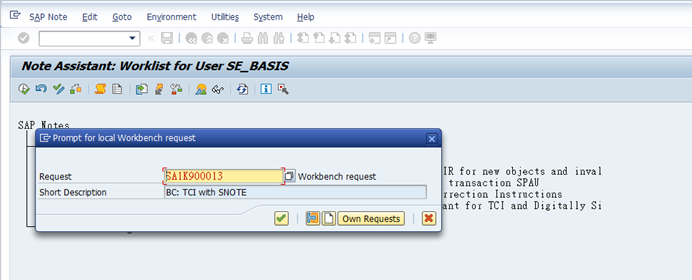 SAP Note Edit Goto Environment Utilities System Help
Note Assistant: Worklist for User SE_BASIS
SAP Notes
Prompt for local Workbench request
IR for new objects and inval
Request SA1K900013 Workbench request
transaction SPAU
Short Description BC: TCI with SNOTE
rrection Instructions
ant for TCI and Digitally Si
Own Requests